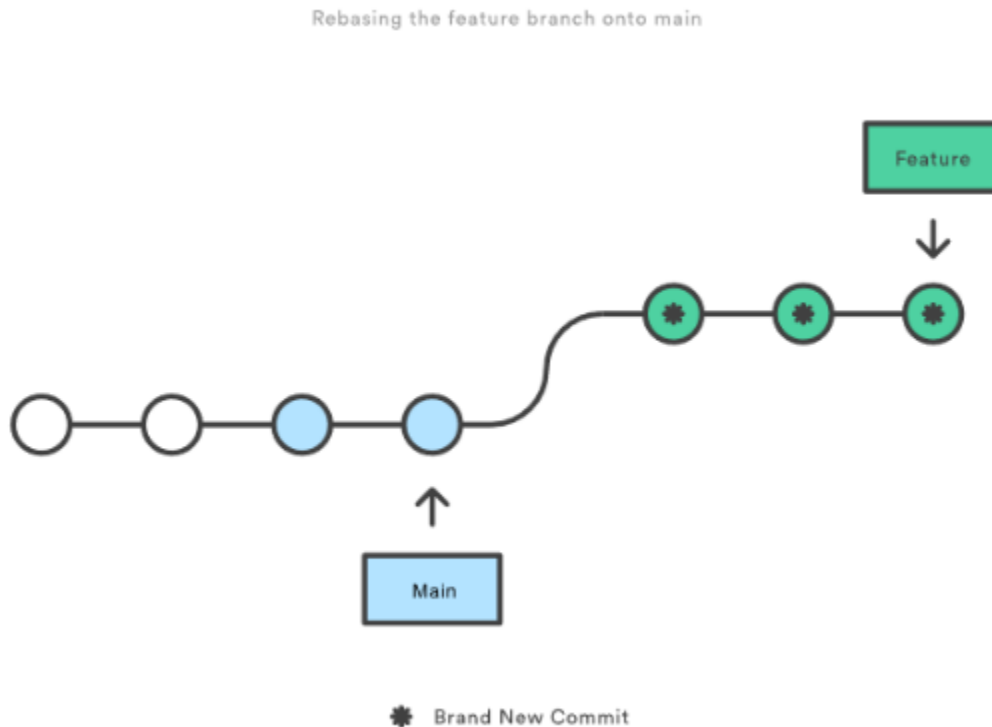 Rebasing the feature branch onto main
Feature
Main
Brand New Commit